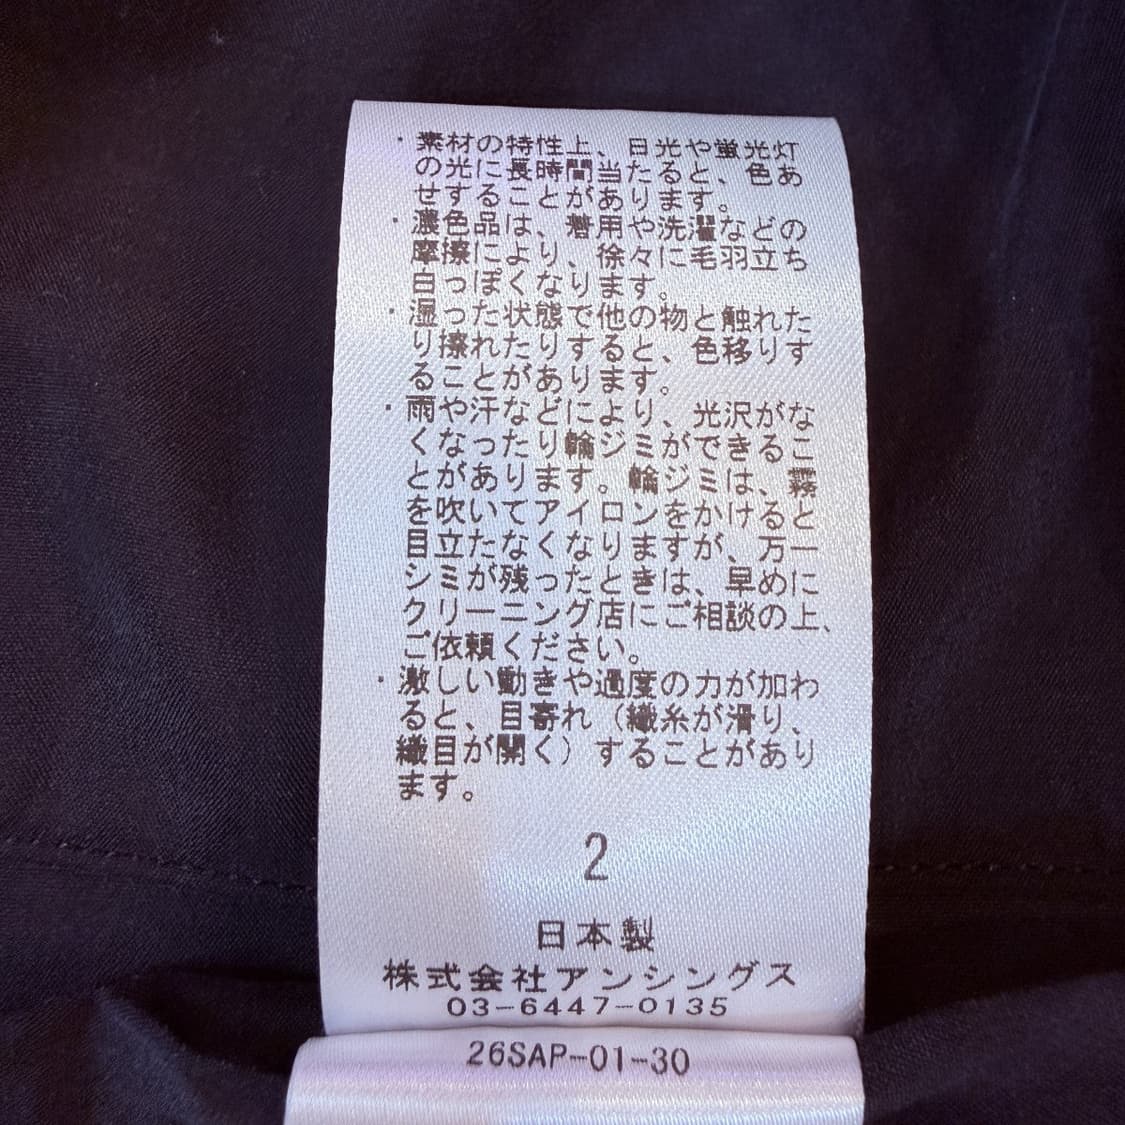 ・素材の特性上、日光や蛍光灯
の光に長時間当たると、色あ
せすることがあります。
・濃色品は、着用や洗濯などの
摩擦により、徐々に毛羽立ち
白っぽくなります。
・湿った状態で他の物と触れた
り擦れたりすると、色移りす
ることがあります。
・雨や汗などにより、光沢がな
くなったり輪ジミができるこ
とがあります。輪ジミは、霧
を吹いてアイロンをかけると
目立たなくなりますが、万一
シミが残ったときは、早めに
クリーニング店にご相談の上、
ご依頼ください。
・激しい動きや過度の力が加わ
ると、目寄れ（織糸が滑り、
織目が開く）することがあり
ます。
2
日本製
株式会社アンシングス
03-6447-0135
26SAP-01-30